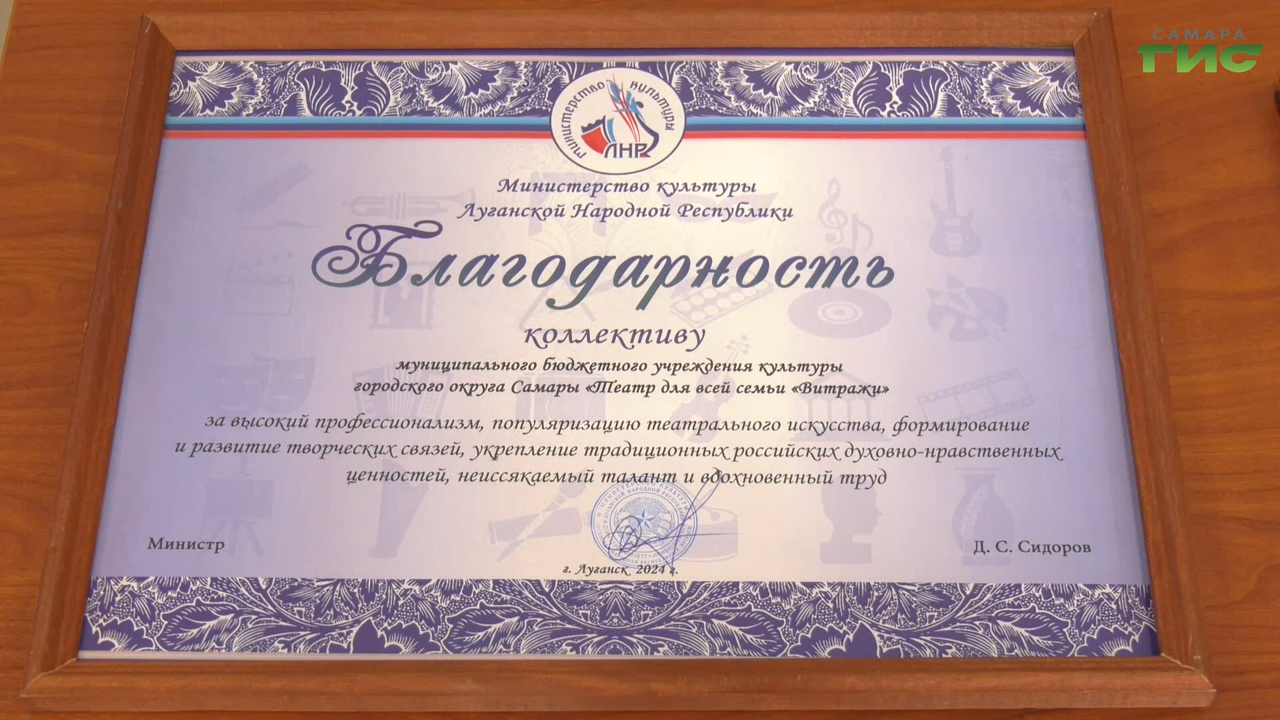 САМАРА
ГИС
МИНИСТЕРСТВО КУЛЬТУРЫ
ЛНР
Министерство культуры
Луганской Народной Республики
Благодарность
коллективу
муниципального бюджетного учреждения культуры
городского округа Самары «Театр для всей семьи «Витражи»
за высокий профессионализм, популяризацию театрального искусства, формирование
и развитие творческих связей, укрепление традиционных российских духовно-нравственных
ценностей, неиссякаемый талант и вдохновенный труд
Министр
Д. С. Сидоров
г. Луганск 2024 г.